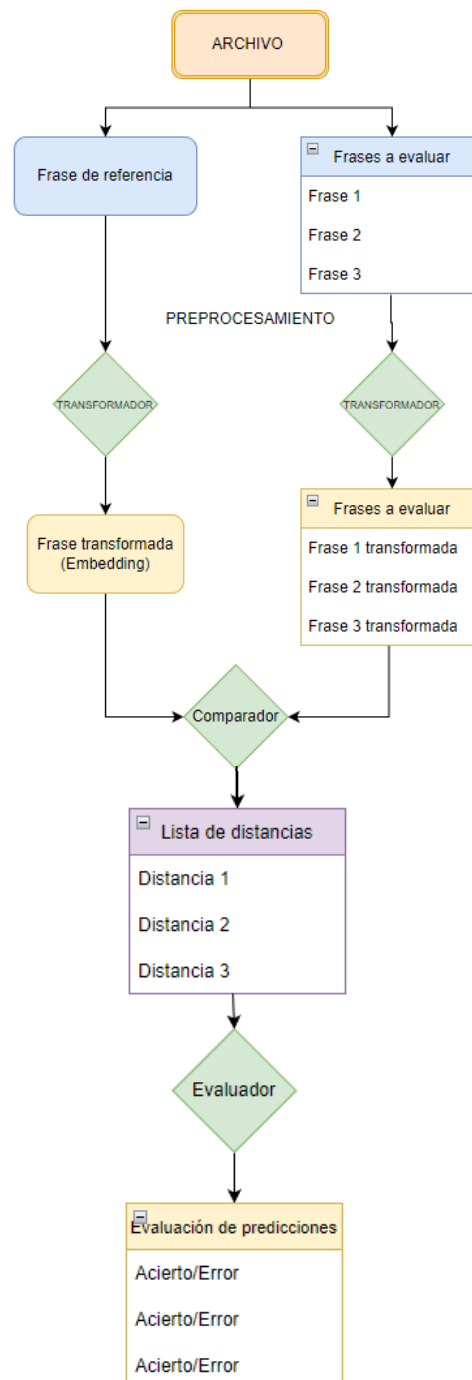 ARCHIVO
Frase de referencia
Frases a evaluar
Frase 1
Frase 2
Frase 3
PREPROCESAMIENTO
TRANSFORMADOR
TRANSFORMADOR
Frase transformada
(Embedding)
Frases a evaluar
Frase 1 transformada
Frase 2 transformada
Frase 3 transformada
Comparador
Lista de distancias
Distancia 1
Distancia 2
Distancia 3
Evaluador
Evaluación de predicciones
Acierto/Error
Acierto/Error
Acierto/Error